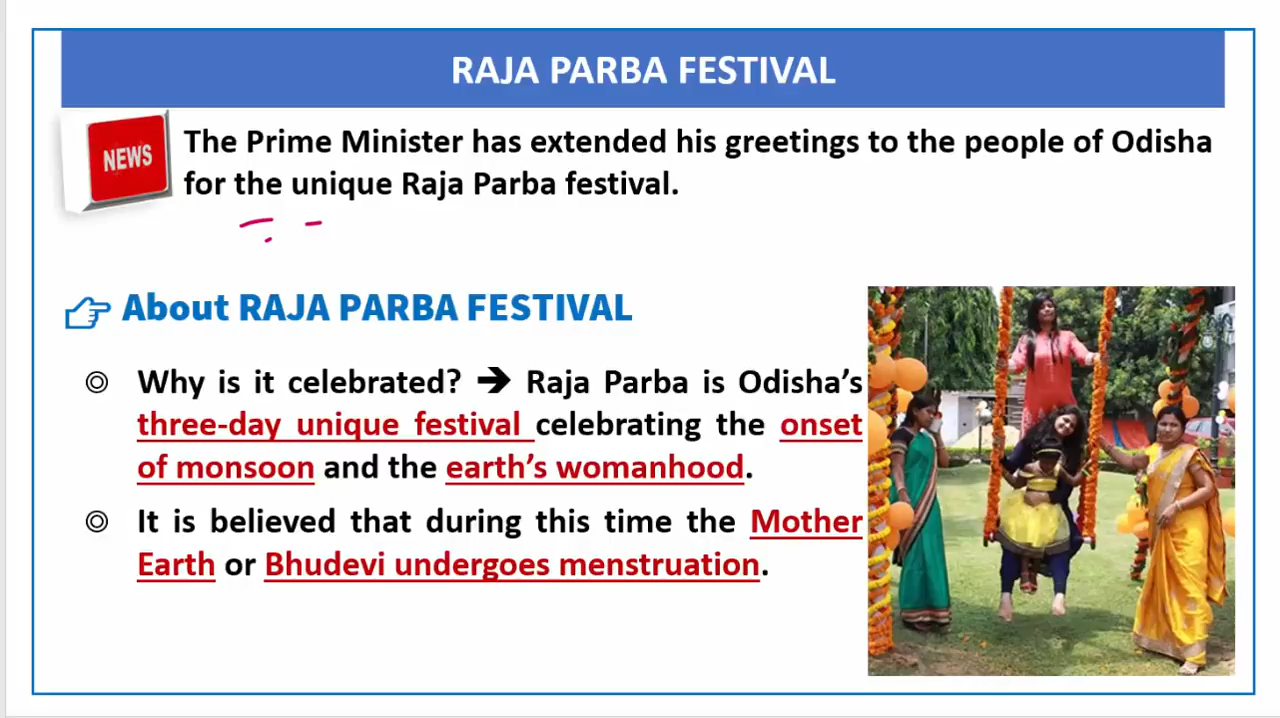 RAJA PARBA FESTIVAL
NEWS
The Prime Minister has extended his greetings to the people of Odisha
for the unique Raja Parba festival.
About RAJA PARBA FESTIVAL
Why is it celebrated? ➔ Raja Parba is Odisha’s
three-day unique festival celebrating the onset
of monsoon and the earth’s womanhood.
It is believed that during this time the Mother
Earth or Bhudevi undergoes menstruation.